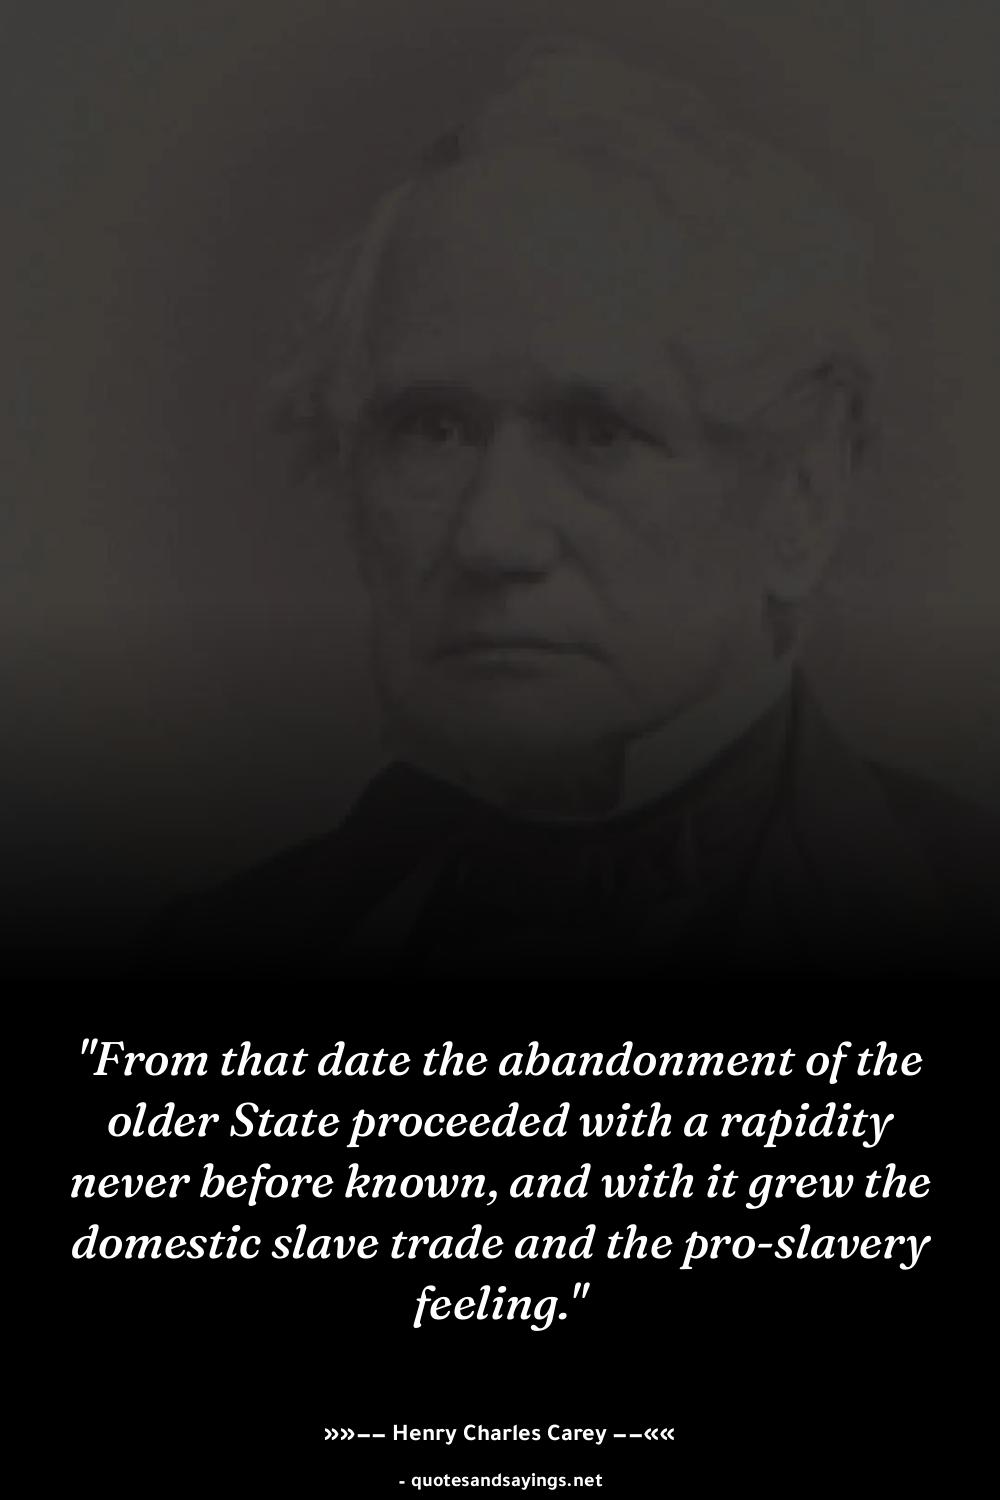 "From that date the abandonment of the
older State proceeded with a rapidity
never before known, and with it grew the
domestic slave trade and the pro-slavery
feeling."
»»−− Henry Charles Carey −−««
- quotesandsayings.net